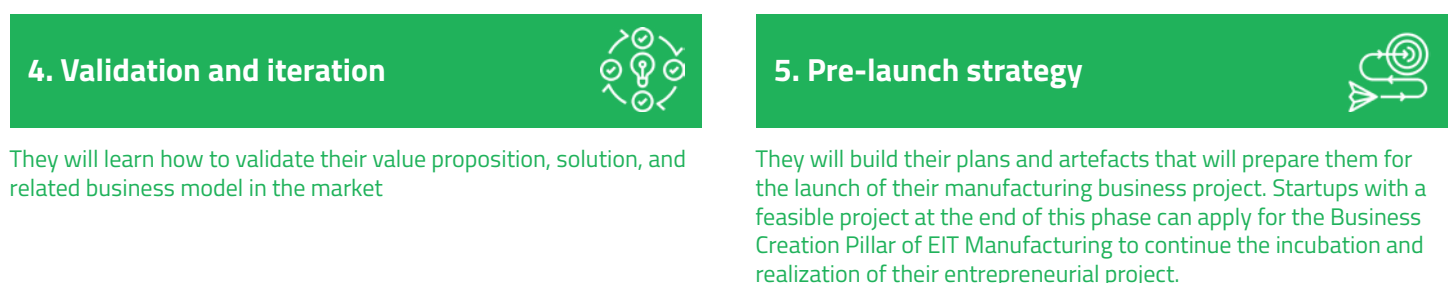 4. Validation and iteration
They will learn how to validate their value proposition, solution, and
related business model in the market
5. Pre-launch strategy
They will build their plans and artefacts that will prepare them for
the launch of their manufacturing business project. Startups with a
feasible project at the end of this phase can apply for the Business
Creation Pillar of EIT Manufacturing to continue the incubation and
realization of their entrepreneurial project.